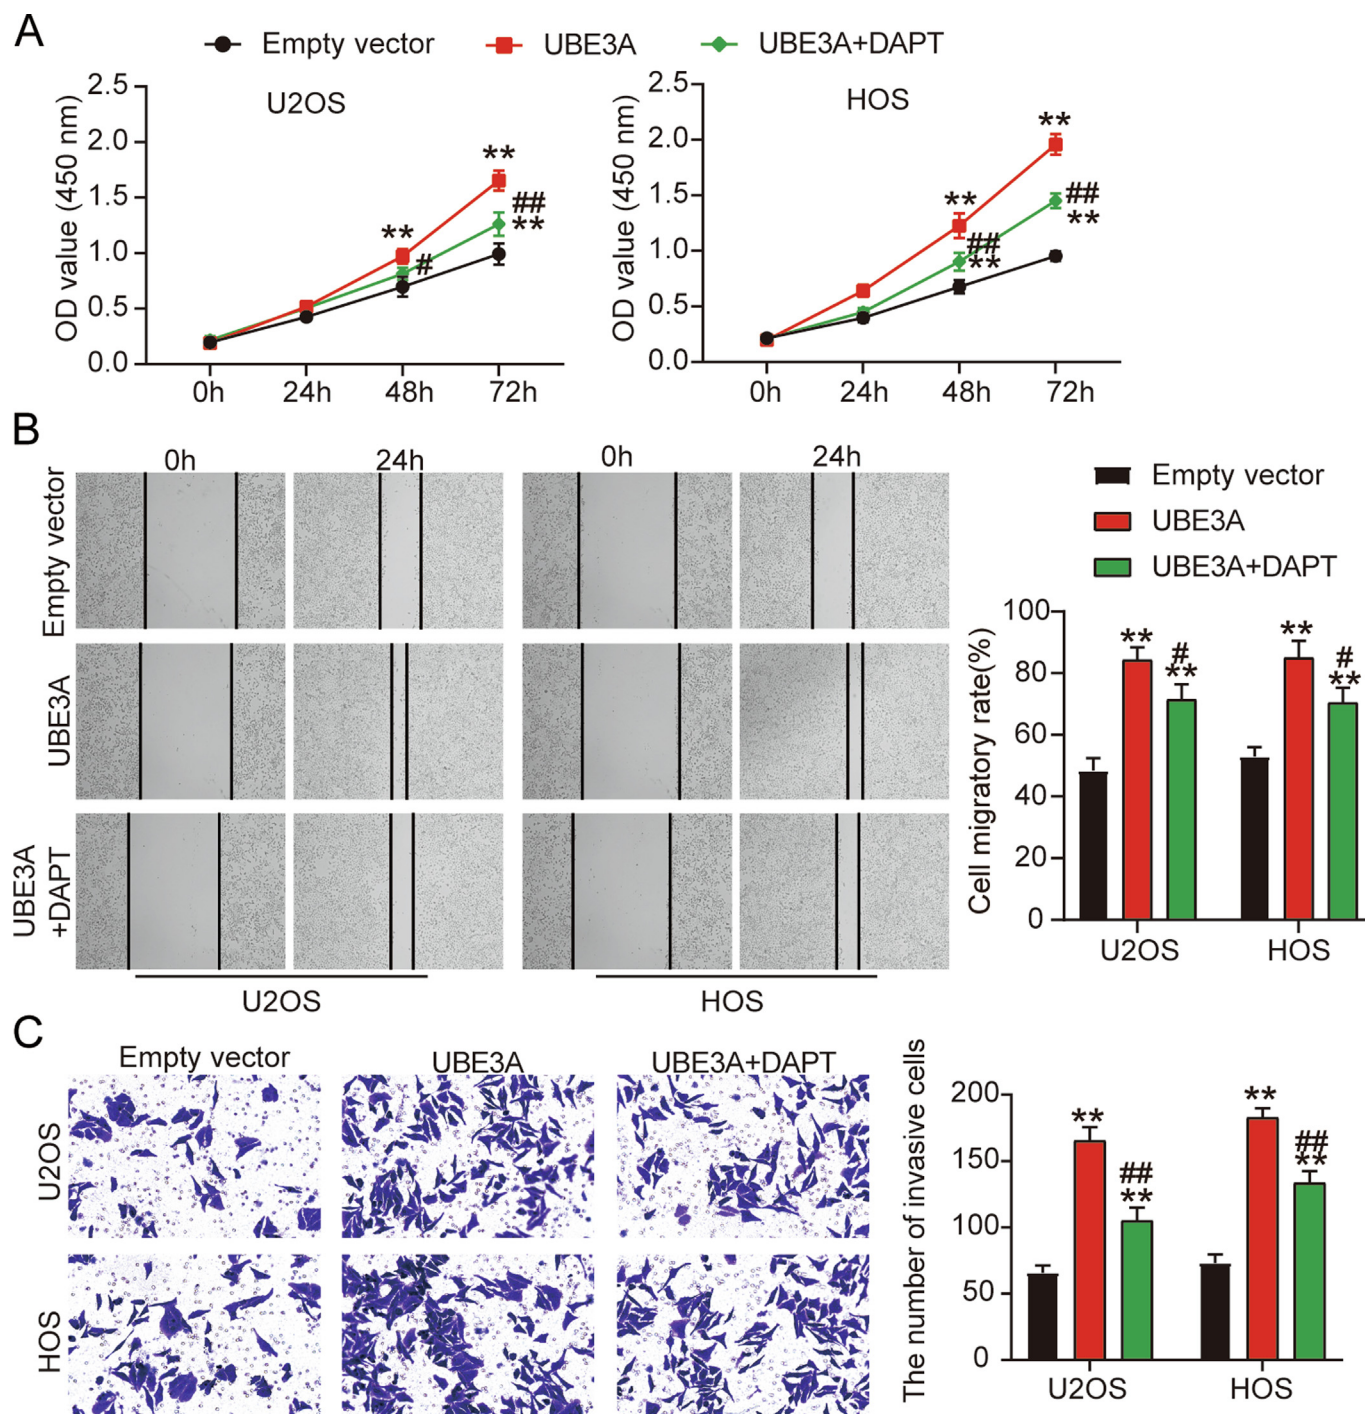 A
Empty vector UBE3A UBE3A+DAPT
U2OS
OD value (450 nm)
2.5
2.0
1.5
1.0
0.5
0.0
0h 24h 48h 72h
** # ** ## **
HOS
OD value (450 nm)
2.5
2.0
1.5
1.0
0.5
0.0
0h 24h 48h 72h
** ## ** ** ## **
B
0h 24h 0h 24h
Empty vector
UBE3A
UBE3A
+DAPT
U2OS HOS
Empty vector
UBE3A
UBE3A+DAPT
Cell migratory rate(%)
100
80
60
40
20
0
** # ** ** # **
U2OS HOS
C
Empty vector UBE3A UBE3A+DAPT
U2OS
HOS
The number of invasive cells
200
150
100
50
0
** ## ** ** ## **
U2OS HOS